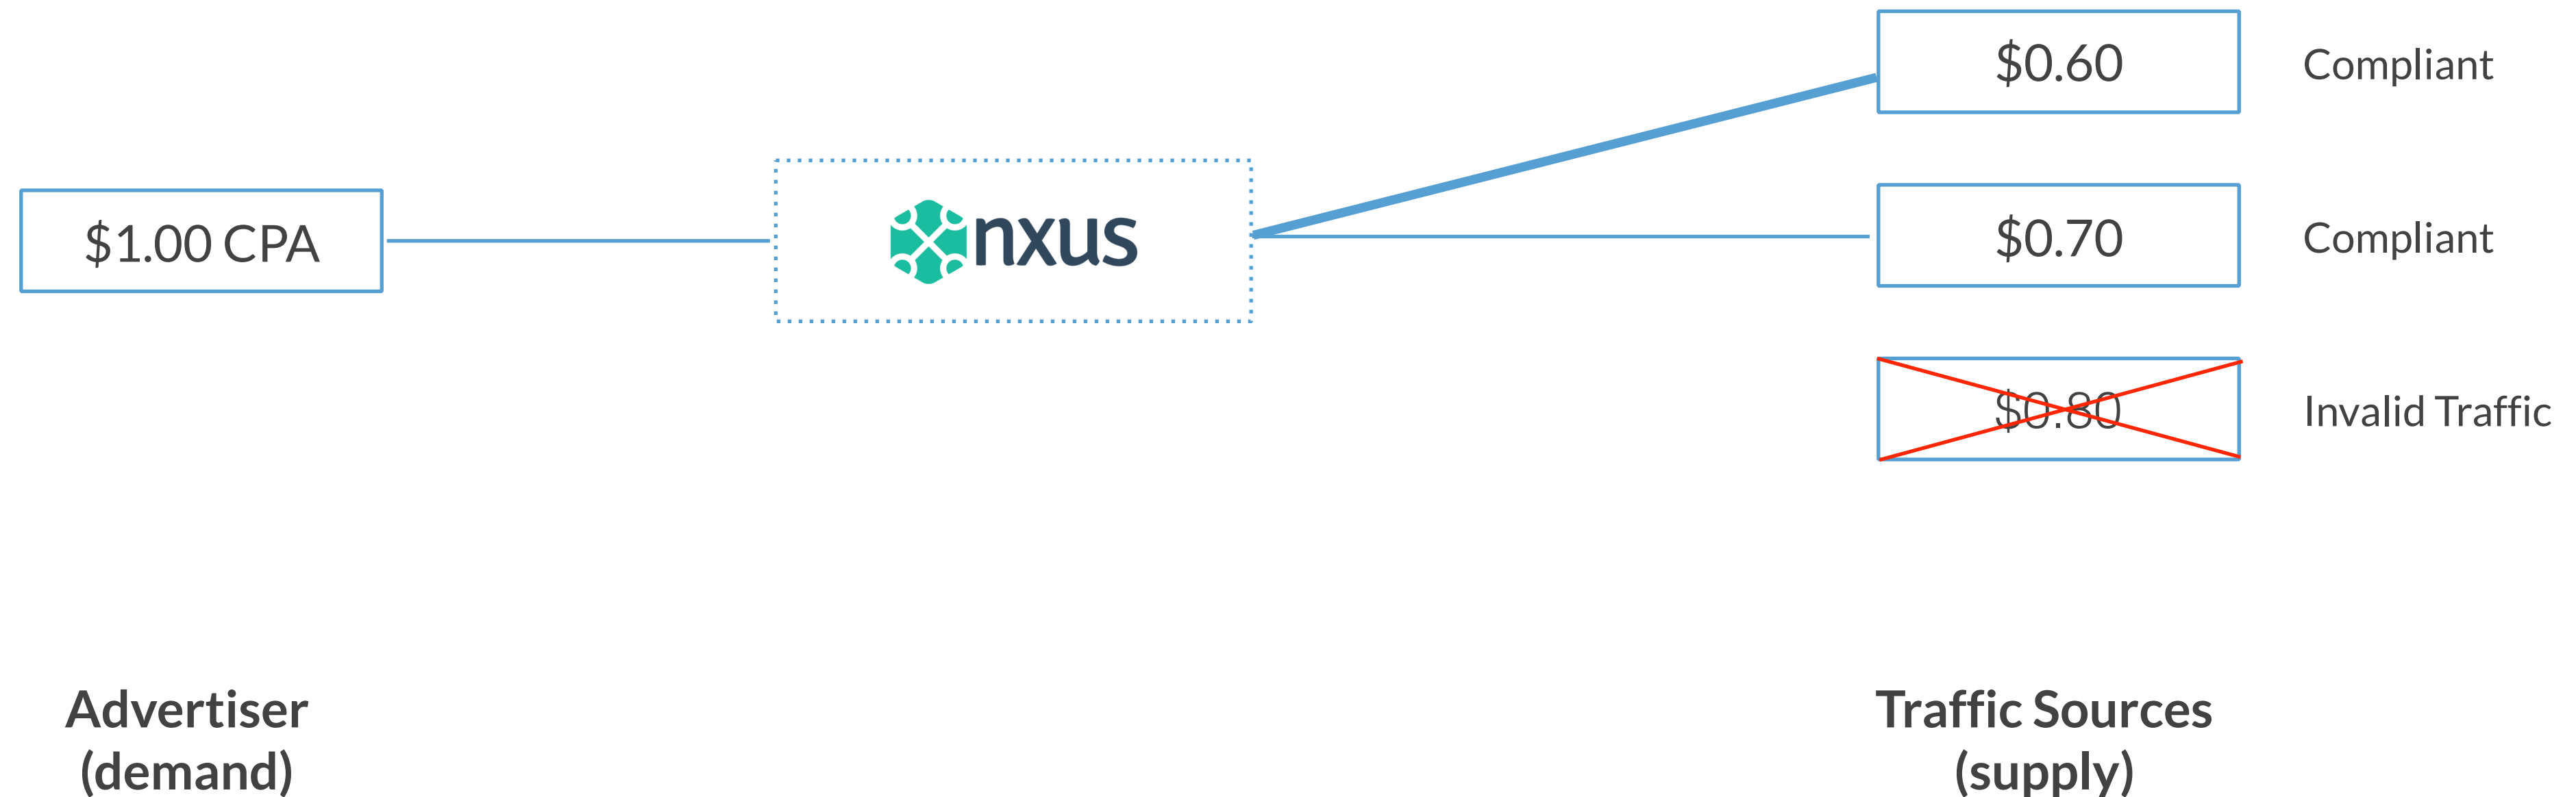 $0.60 Compliant
$1.00 CPA nxus $0.70 Compliant
$0.80 Invalid Traffic
Advertiser
(demand)
Traffic Sources
(supply)